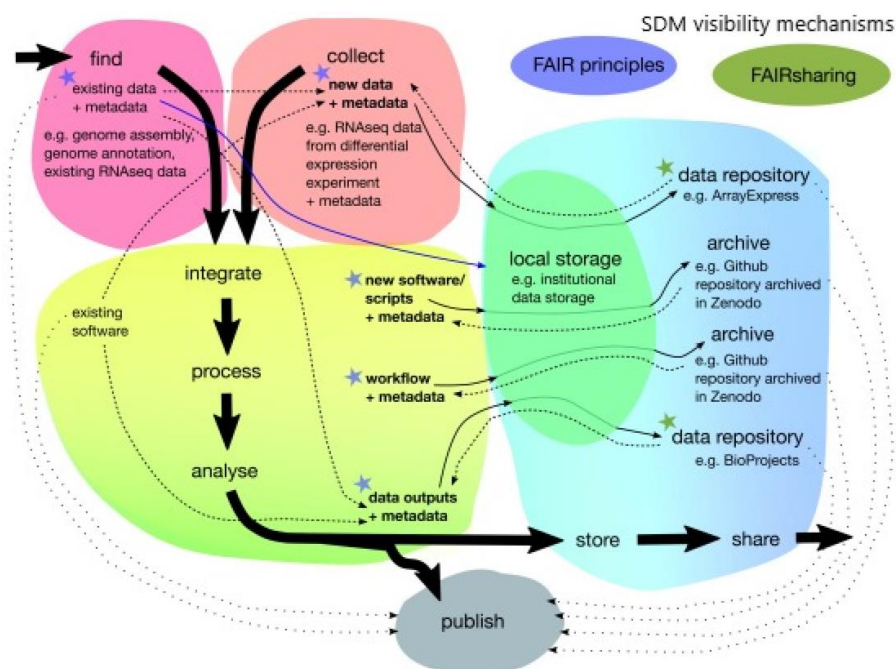 SDM visibility mechanisms
FAIR principles
FAIRsharing
find
existing data
+ metadata
e.g. genome assembly,
genome annotation,
existing RNAseq data
collect
new data
+ metadata
e.g. RNAseq data
from differential
expression
experiment
+ metadata
data repository
e.g. ArrayExpress
local storage
e.g. institutional
data storage
archive
e.g. Github
repository archived
in Zenodo
integrate
new software/
scripts
+ metadata
existing
software
archive
e.g. Github
repository archived
in Zenodo
process
workflow
+ metadata
data repository
e.g. BioProjects
analyse
data outputs
+ metadata
store
share
publish